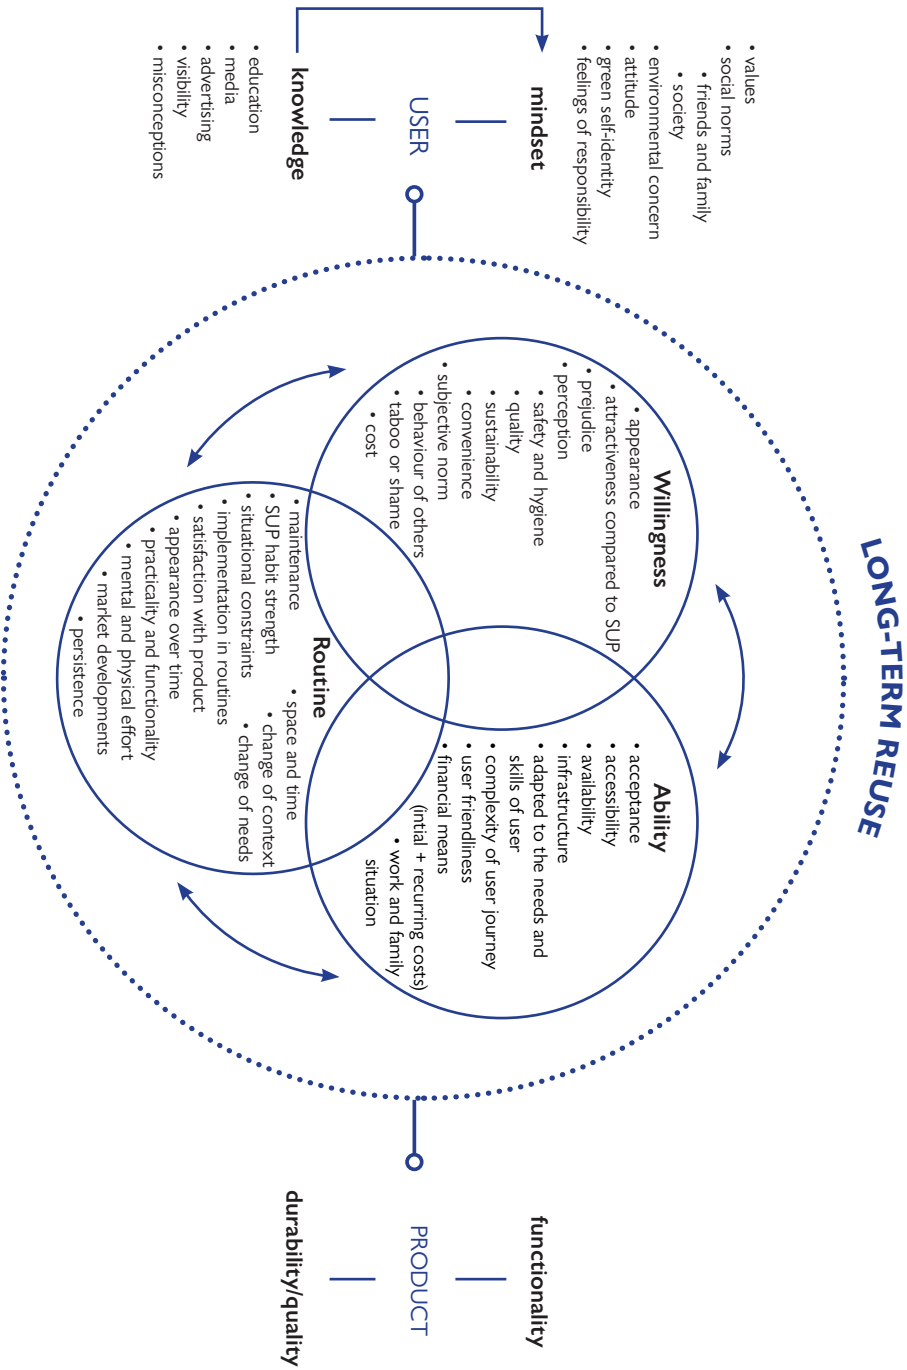 LONG-TERM REUSE
• values
• social norms
• friends and family
• society
• environmental concern
• attitude
• green self-identity
• feelings of responsibility
mindset
USER
knowledge
• education
• media
• advertising
• visibility
• misconceptions
Willingness
• appearance
• attractiveness compared to SUP
• prejudice
• perception
• safety and hygiene
• quality
• sustainability
• convenience
• subjective norm
• behaviour of others
• taboo or shame
• cost
Ability
• acceptance
• accessibility
• availability
• infrastructure
• adapted to the needs and
skills of user
• complexity of user journey
• user friendliness
• financial means
(intial + recurring costs)
• work and family
situation
Routine
• maintenance
• SUP habit strength
• situational constraints
• implementation in routines
• satisfaction with product
• appearance over time
• practicality and functionality
• mental and physical effort
• market developments
• persistence
• space and time
• change of context
• change of needs
functionality
PRODUCT
durability/quality